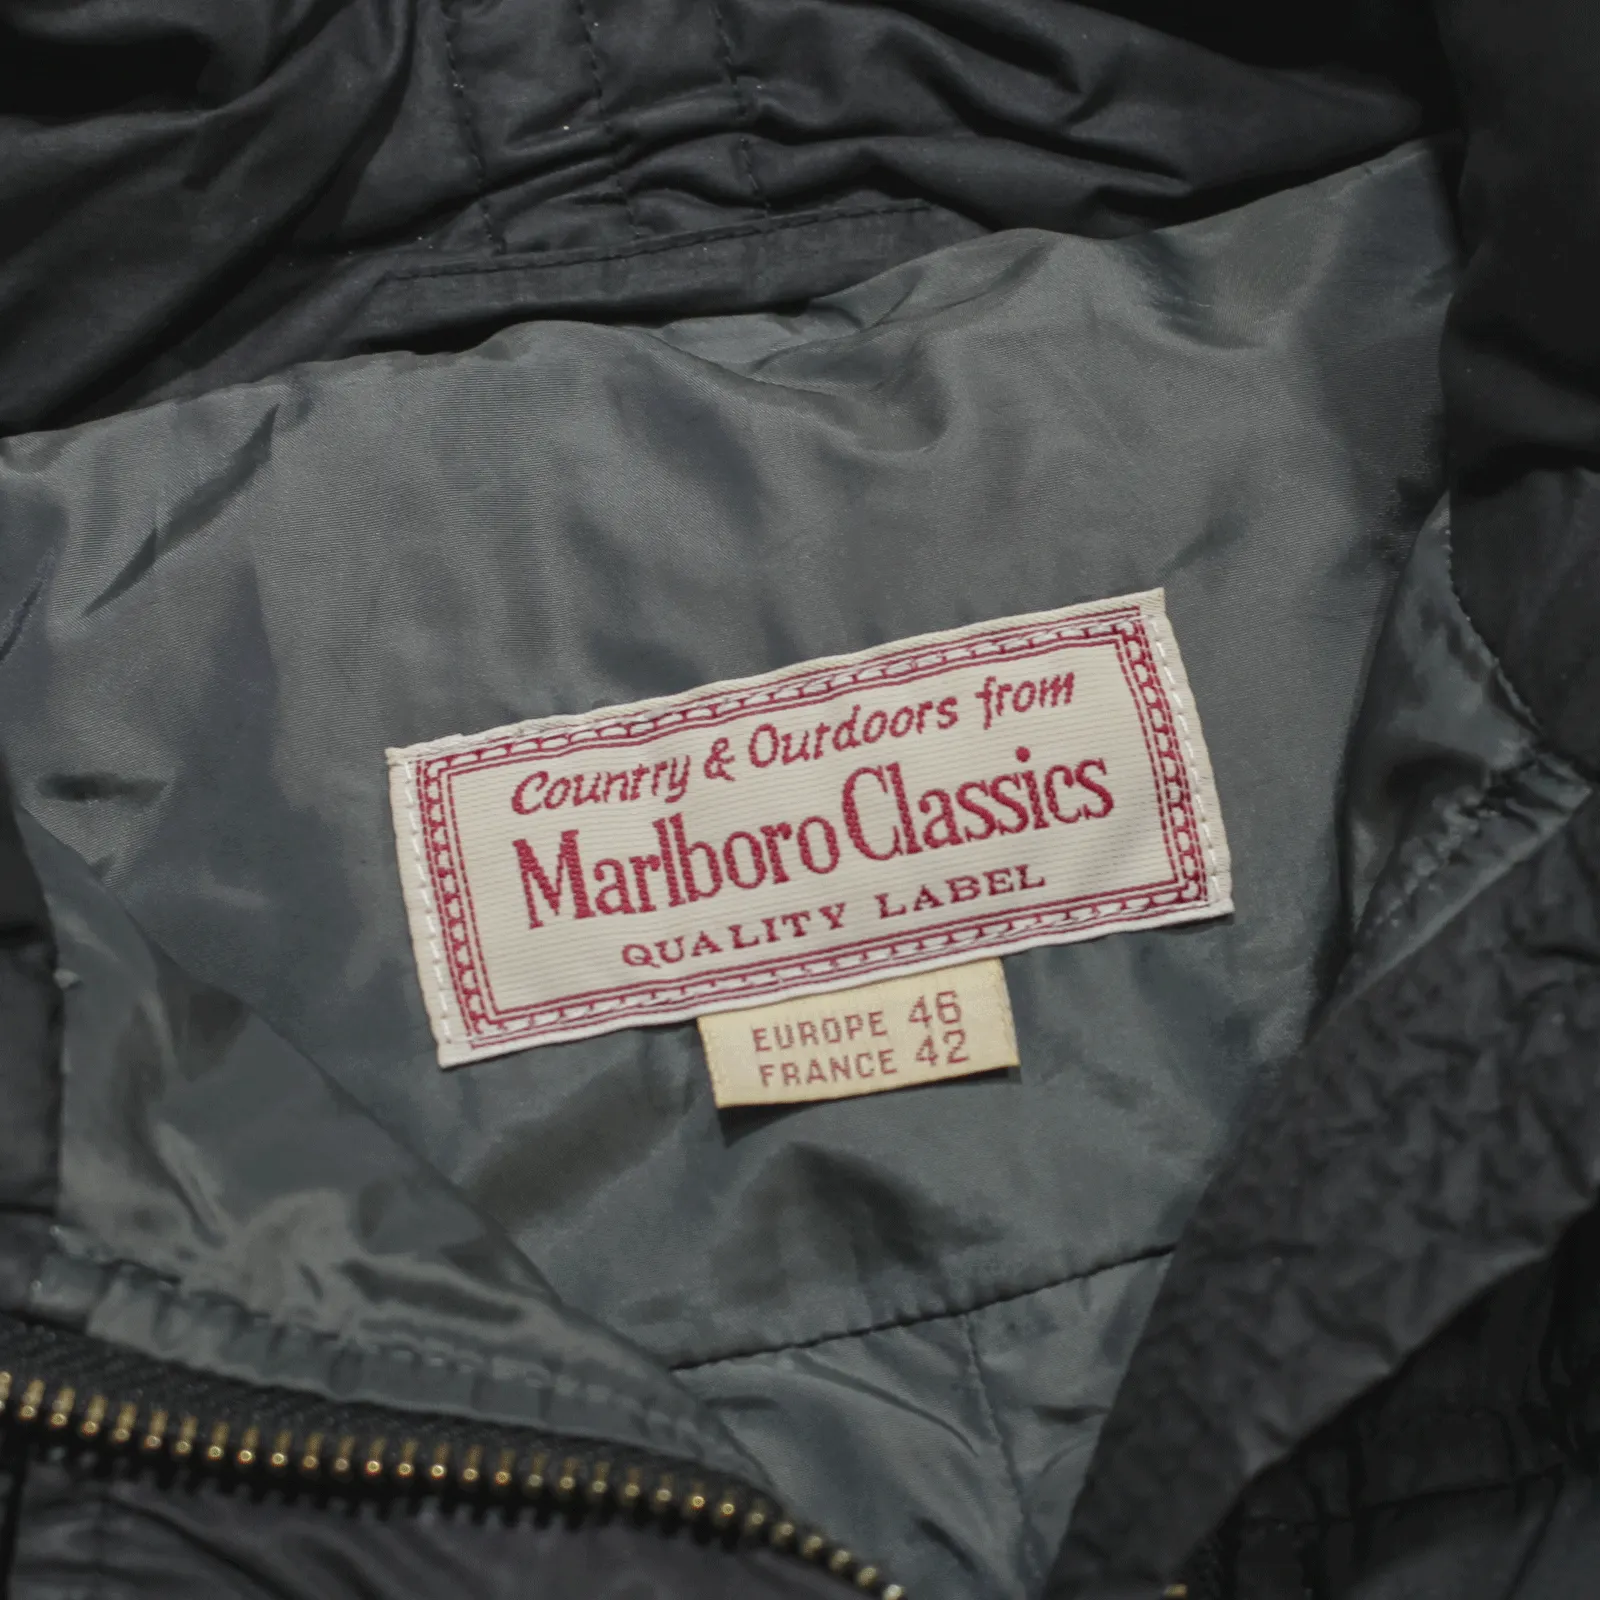 Country & Outdoors from
Marlboro Classics
QUALITY LABEL
EUROPE 46
FRANCE 42